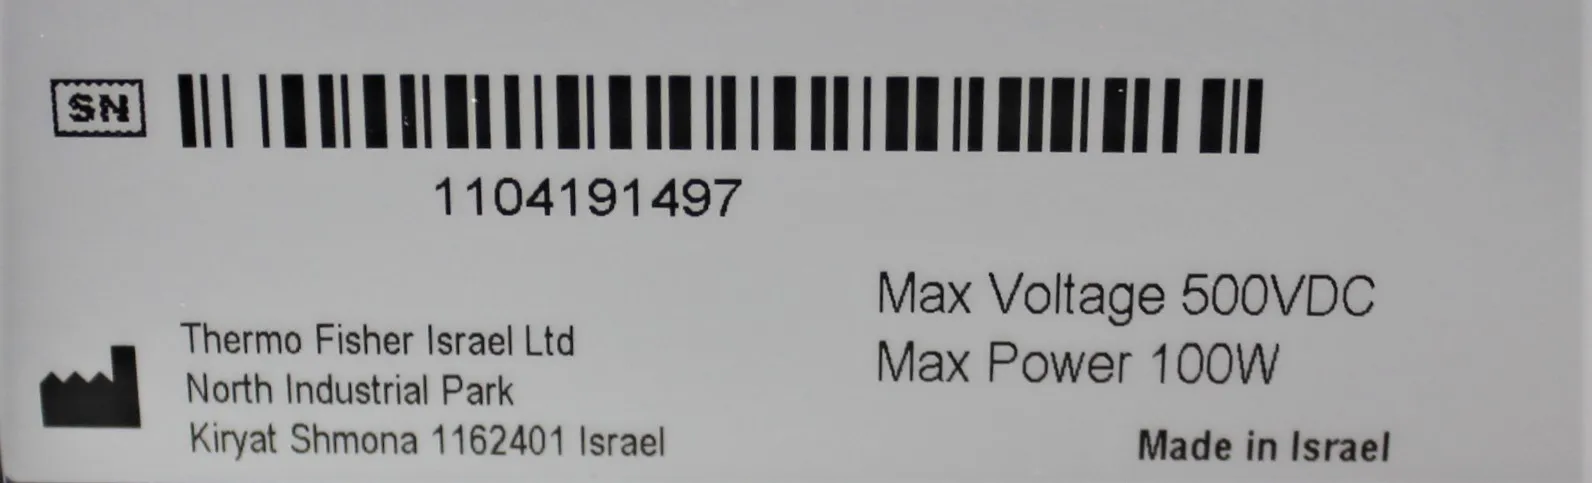 SN
1104191497
Max Voltage 500VDC
Max Power 100W
Thermo Fisher Israel Ltd
North Industrial Park
Kiryat Shmona 1162401 Israel
Made in Israel